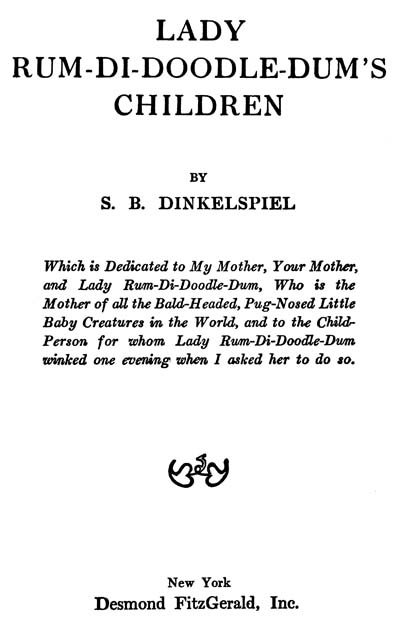 LADY
RUM-DI-DOODLE-DUM'S
CHILDREN
BY
S. B. DINKELSPIEL
Which is Dedicated to My Mother, Your Mother,
and Lady Rum-Di-Doodle-Dum, Who is the
Mother of all the Bald-Headed, Pug-Nosed Little
Baby Creatures in the World, and to the Child-
Person for whom Lady Rum-Di-Doodle-Dum
winked one evening when I asked her to do so.
New York
Desmond FitzGerald, Inc.